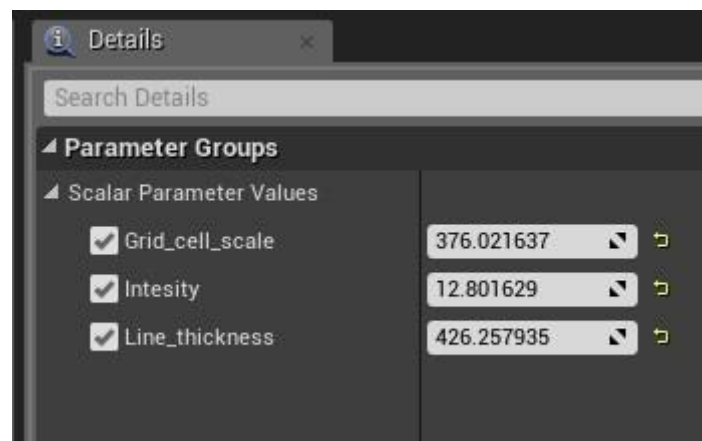 Details
Search Details
Parameter Groups
Scalar Parameter Values
Grid_cell_scale 376.021637
Intesity 12.801629
Line_thickness 426.257935